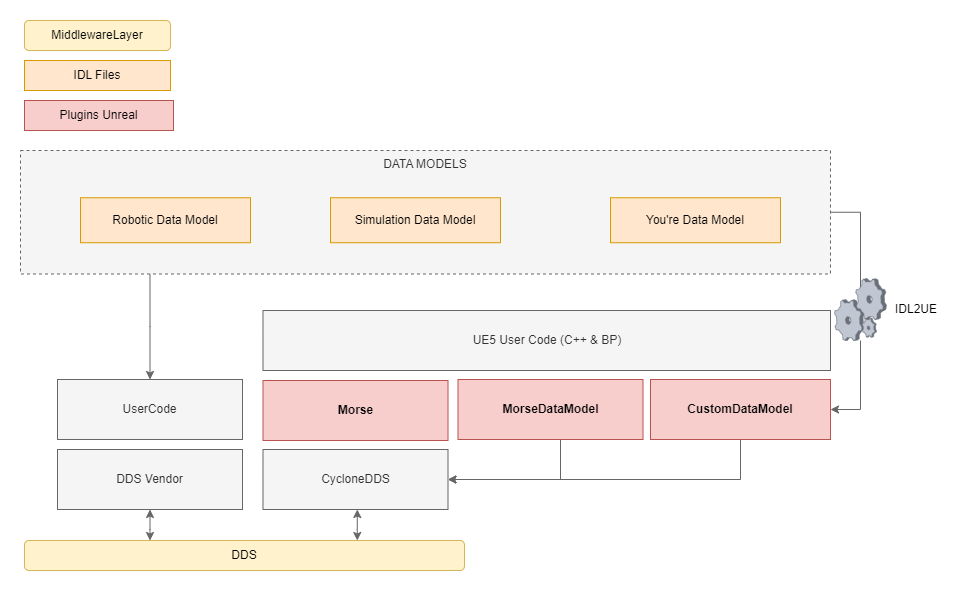 MiddlewareLayer
IDL Files
Plugins Unreal
DATA MODELS
Robotic Data Model
Simulation Data Model
You're Data Model
IDL2UE
UE5 User Code (C++ & BP)
UserCode
Morse
MorseDataModel
CustomDataModel
DDS Vendor
CycloneDDS
DDS